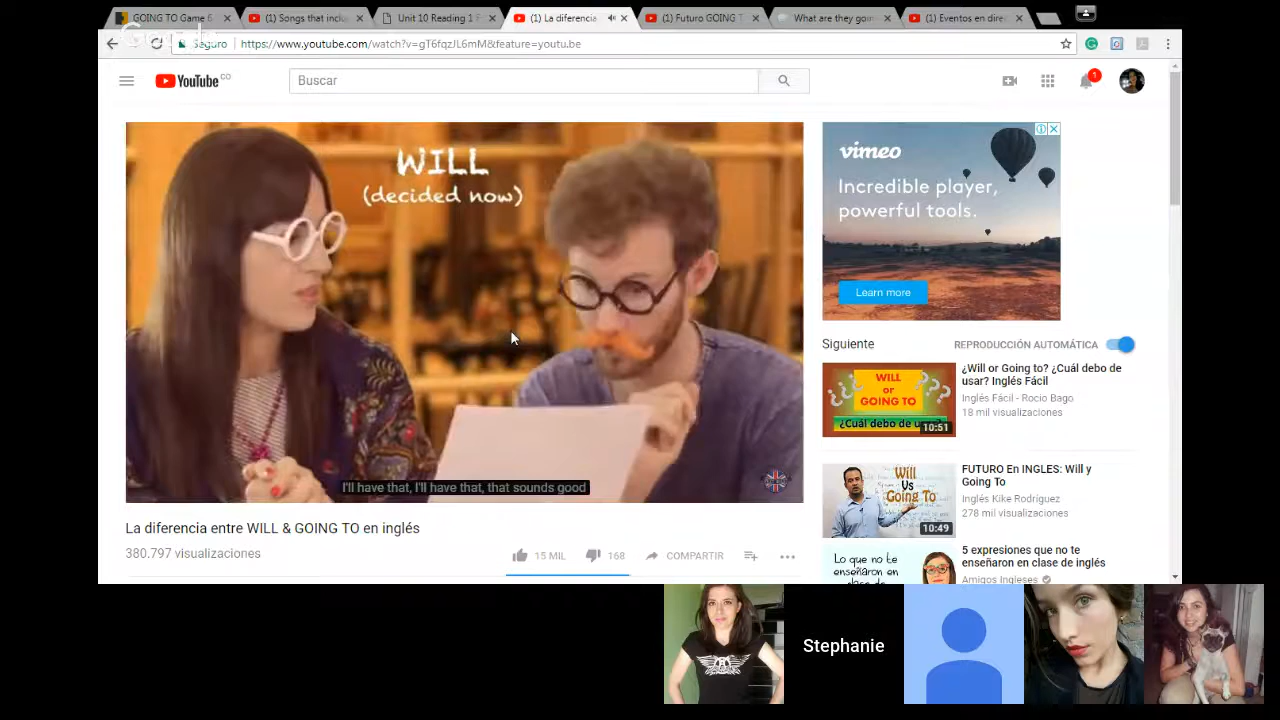 GOING TO Game 6
(1) Songs that inclu
Unit 10 Reading 1 F
(1) La diferencia
(1) Futuro GOING T
What are they gom
(1) Eventos en dire
Seguro
https://www.youtube.com/watch?v=gT6fqzJL6mM&feature=youtu.be
YouTube CO
Buscar
1
WILL
(decided now)
I'll have that, I'll have that, that sounds good
La diferencia entre WILL & GOING TO en inglés
380.797 visualizaciones
15 MIL
168
COMPARTIR
vimeo
Incredible player,
powerful tools.
Learn more
Siguiente
REPRODUCCIÓN AUTOMÁTICA
WILL
or
GOING TO
¿Cuál debo de
10:51
¿Will or Going to? ¿Cuál debo de
usar? Inglés Fácil
Inglés Fácil - Rocio Bago
18 mil visualizaciones
Will
Vs
Going To
10:49
FUTURO En INGLES: Will y
Going To
Inglés Kike Rodríguez
278 mil visualizaciones
Lo que no te
enseñaron en
clase de
5 expresiones que no te
enseñaron en clase de inglés
Amigos Ingleses
Stephanie